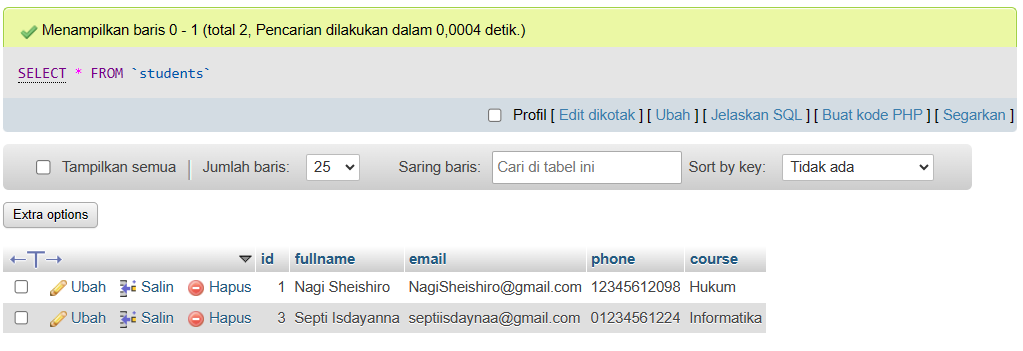 Menampilkan baris 0 - 1 (total 2, Pencarian dilakukan dalam 0,0004 detik.)
SELECT * FROM `students`
Profil [ Edit dikotak ] [ Ubah ] [ Jelaskan SQL ] [ Buat kode PHP ] [ Segarkan ]
Tampilkan semua | Jumlah baris: 25 Saring baris: Cari di tabel ini Sort by key: Tidak ada
Extra options
←T→ id fullname email phone course
Ubah Salin Hapus 1 Nagi Sheishiro NagiSheishiro@gmail.com 12345612098 Hukum
Ubah Salin Hapus 3 Septi Isdayanna septiisdaynaa@gmail.com 01234561224 Informatika